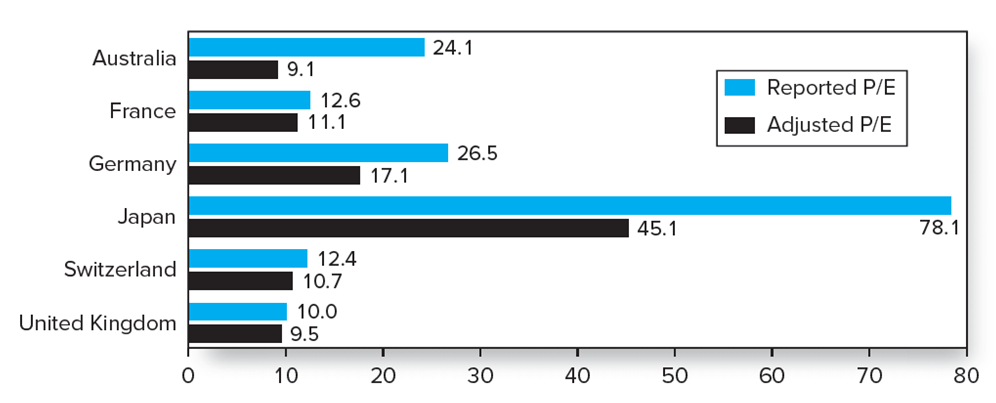 Australia
24.1
9.1
France
12.6
11.1
Germany
26.5
17.1
Japan
78.1
45.1
Switzerland
12.4
10.7
United Kingdom
10.0
9.5
Reported P/E
Adjusted P/E
0 10 20 30 40 50 60 70 80